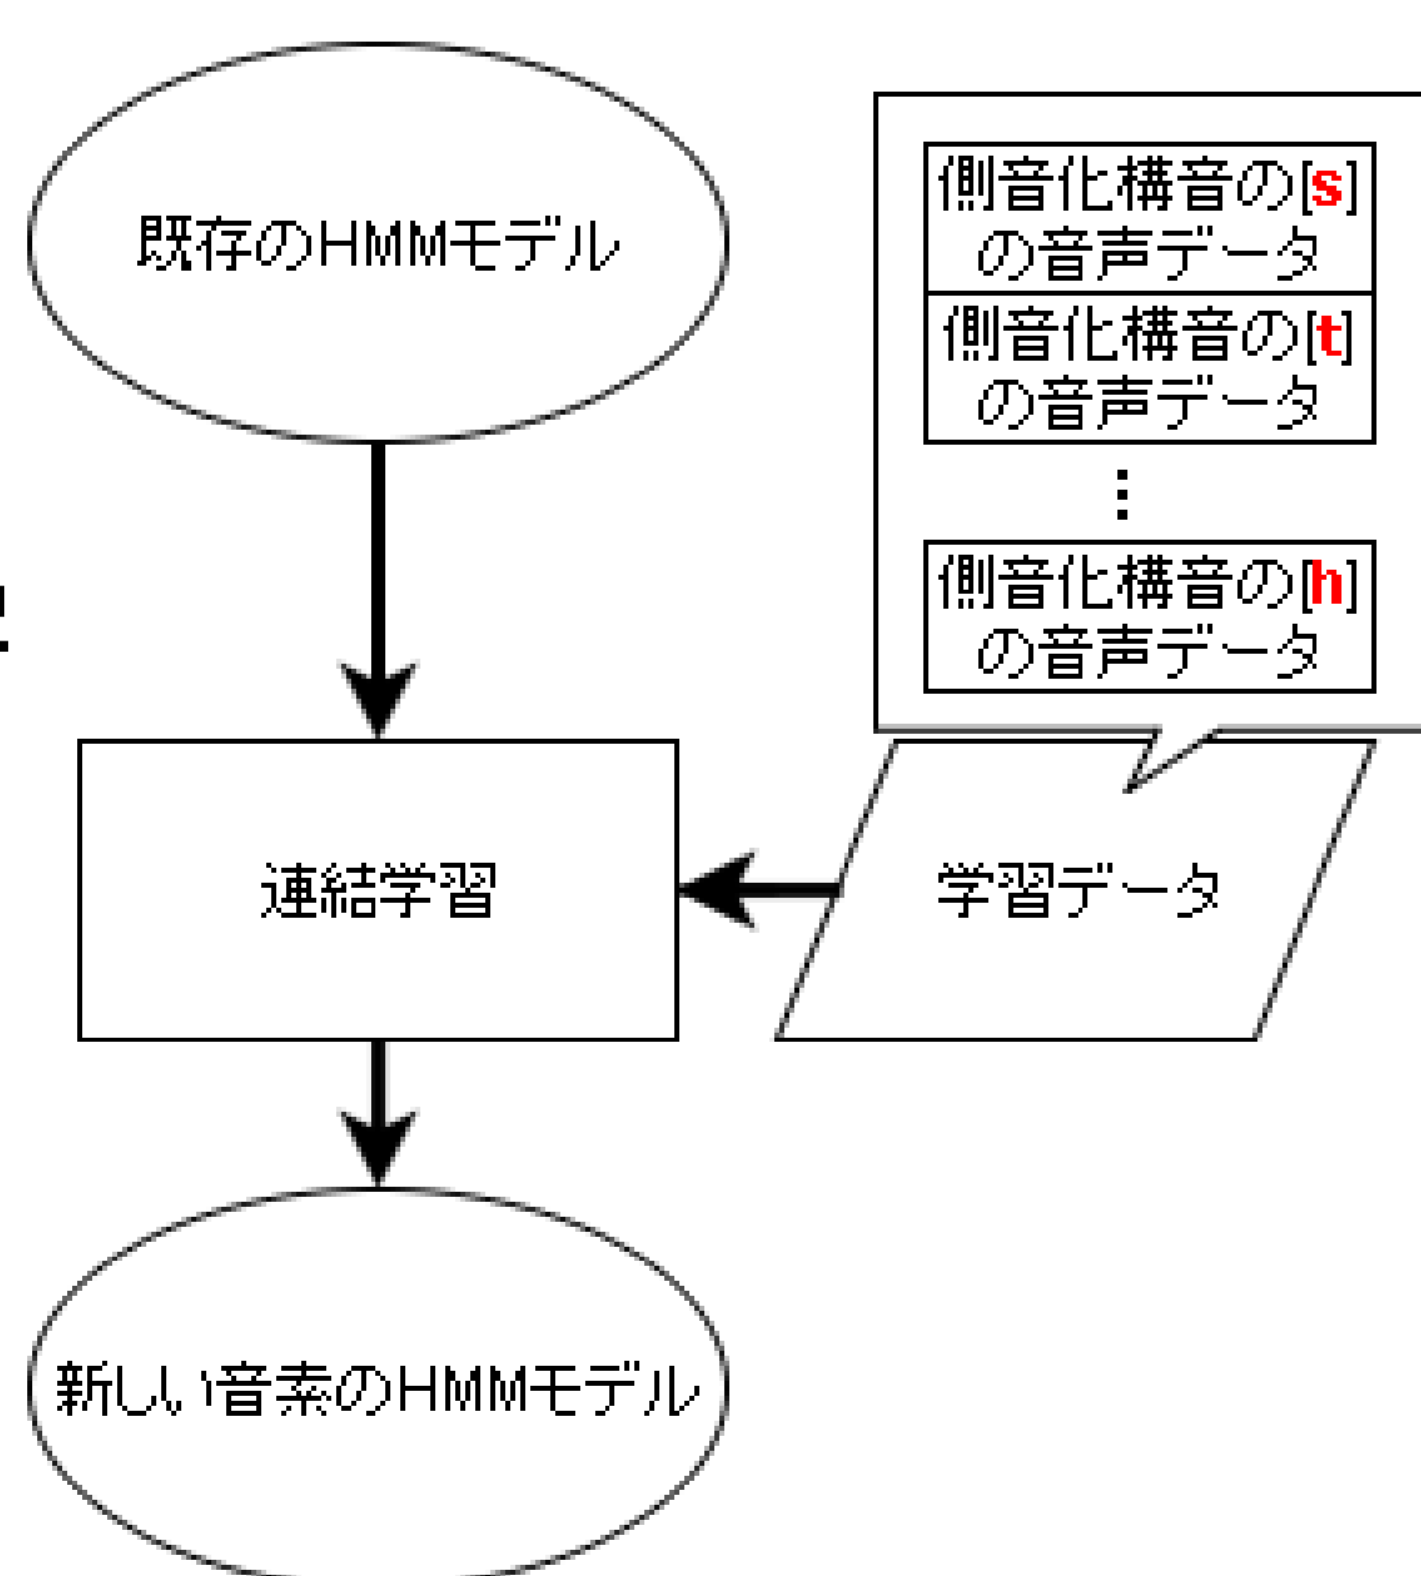 既存のHMMモデル
側音化構音の[s]
の音声データ
側音化構音の[t]
の音声データ
⋮
側音化構音の[h]
の音声データ
連結学習
学習データ
新しい音素のHMMモデル